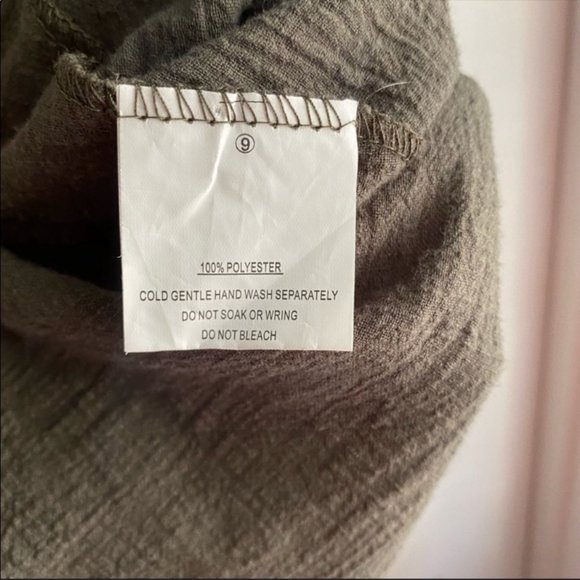 ⑨
100% POLYESTER
COLD GENTLE HAND WASH SEPARATELY
DO NOT SOAK OR WRING
DO NOT BLEACH